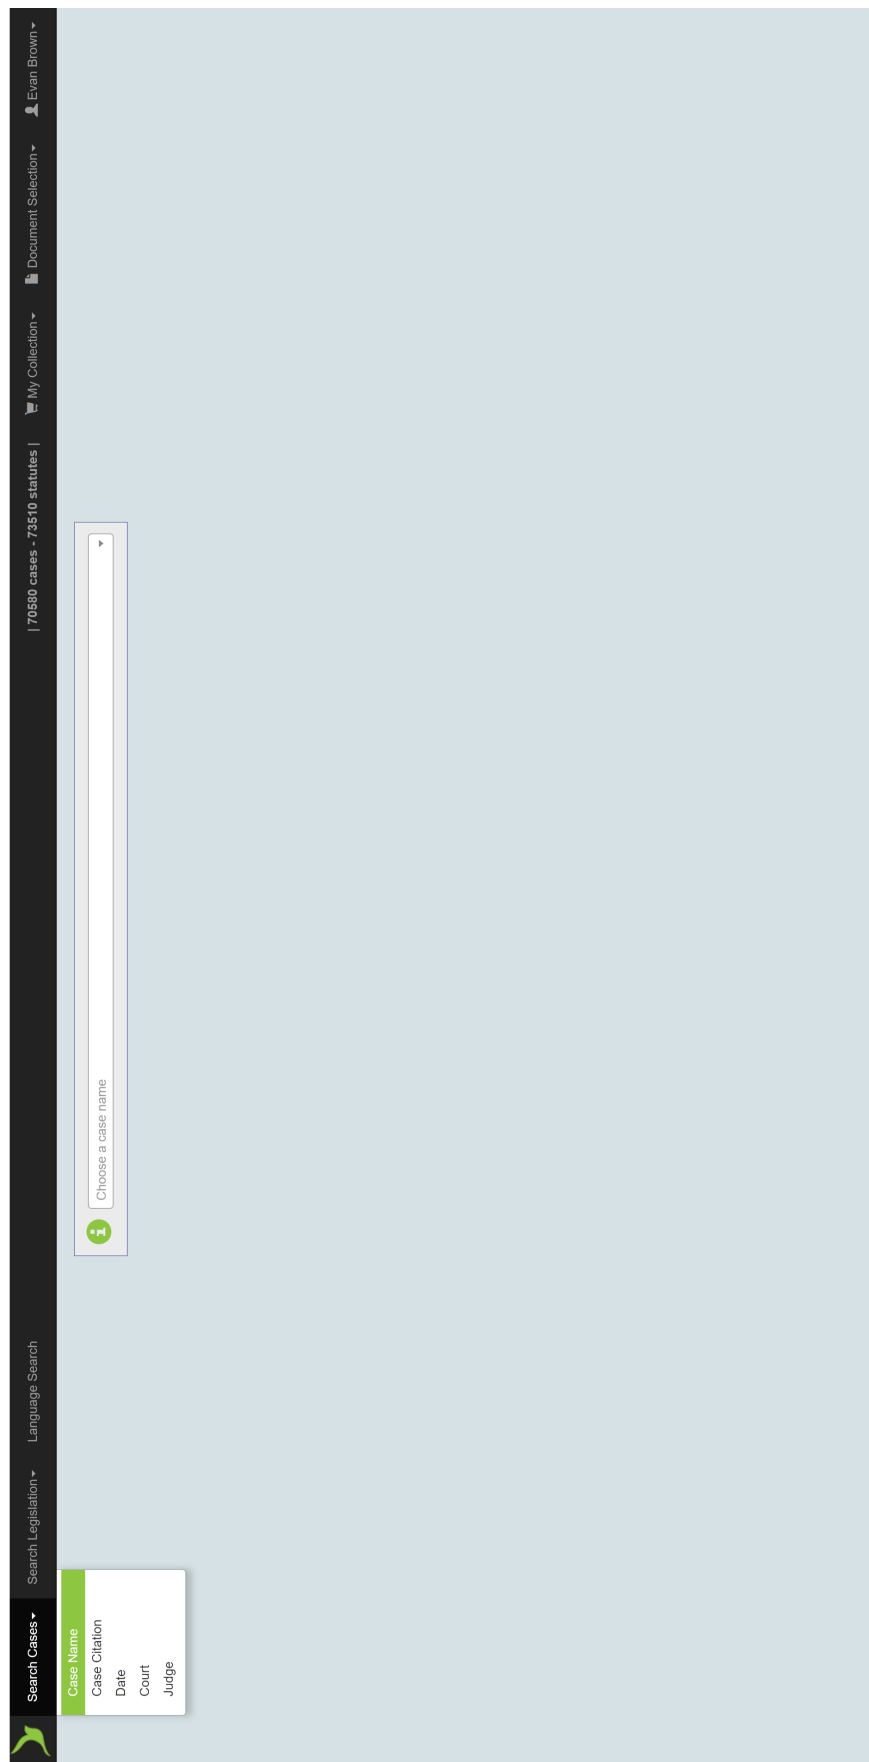 Search Cases
Search Legislation
Language Search
| 70580 cases - 73510 statutes |
My Collection
Document Selection
Evan Brown
Case Name
Case Citation
Date
Court
Judge
Choose a case name